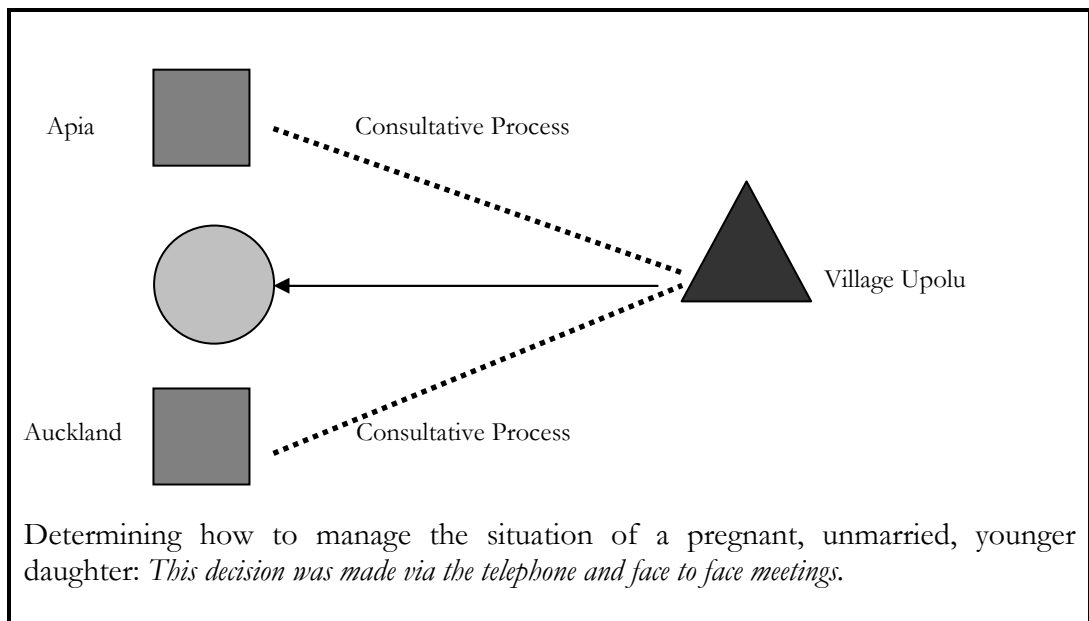 Apia
Consultative Process
Village Upolu
Auckland
Consultative Process
Determining how to manage the situation of a pregnant, unmarried, younger
daughter: This decision was made via the telephone and face to face meetings.